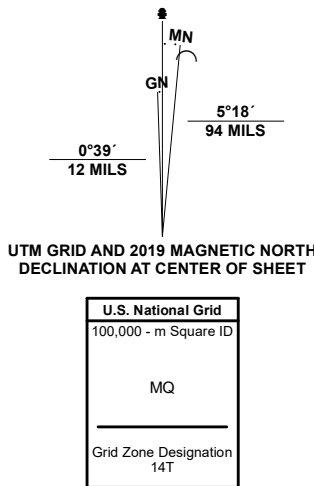 MN
GN
5°18´
94 MILS
0°39´
12 MILS
UTM GRID AND 2019 MAGNETIC NORTH
DECLINATION AT CENTER OF SHEET
U.S. National Grid
100,000 - m Square ID
MQ
Grid Zone Designation
14T